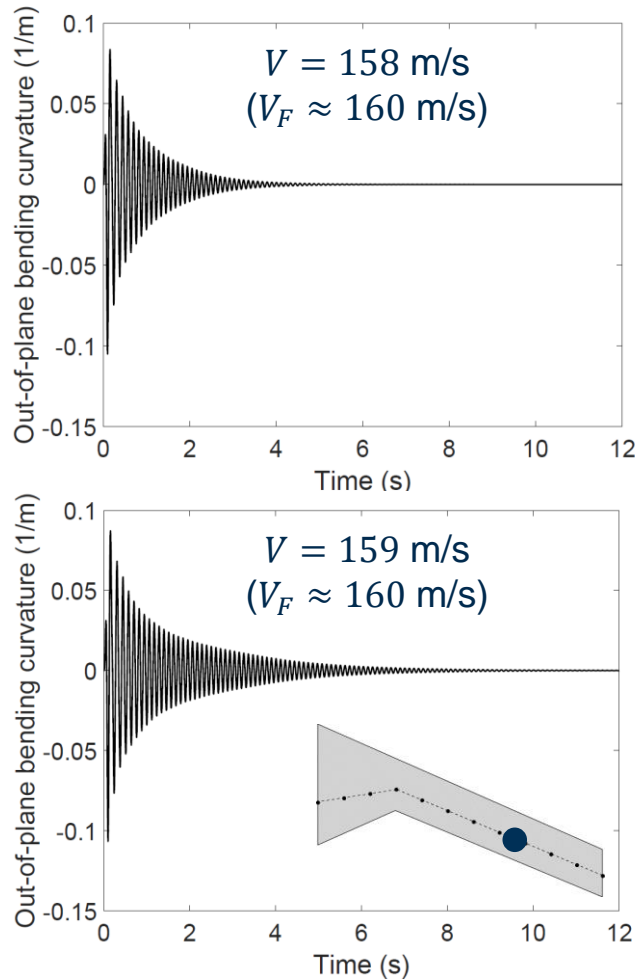 Out-of-plane bending curvature (1/m)
0.1
0.05
0
-0.05
-0.1
-0.15
V = 158 m/s
(V_F ≈ 160 m/s)
0 2 4 6 8 10 12
Time (s)
Out-of-plane bending curvature (1/m)
0.1
0.05
0
-0.05
-0.1
-0.15
V = 159 m/s
(V_F ≈ 160 m/s)
0 2 4 6 8 10 12
Time (s)